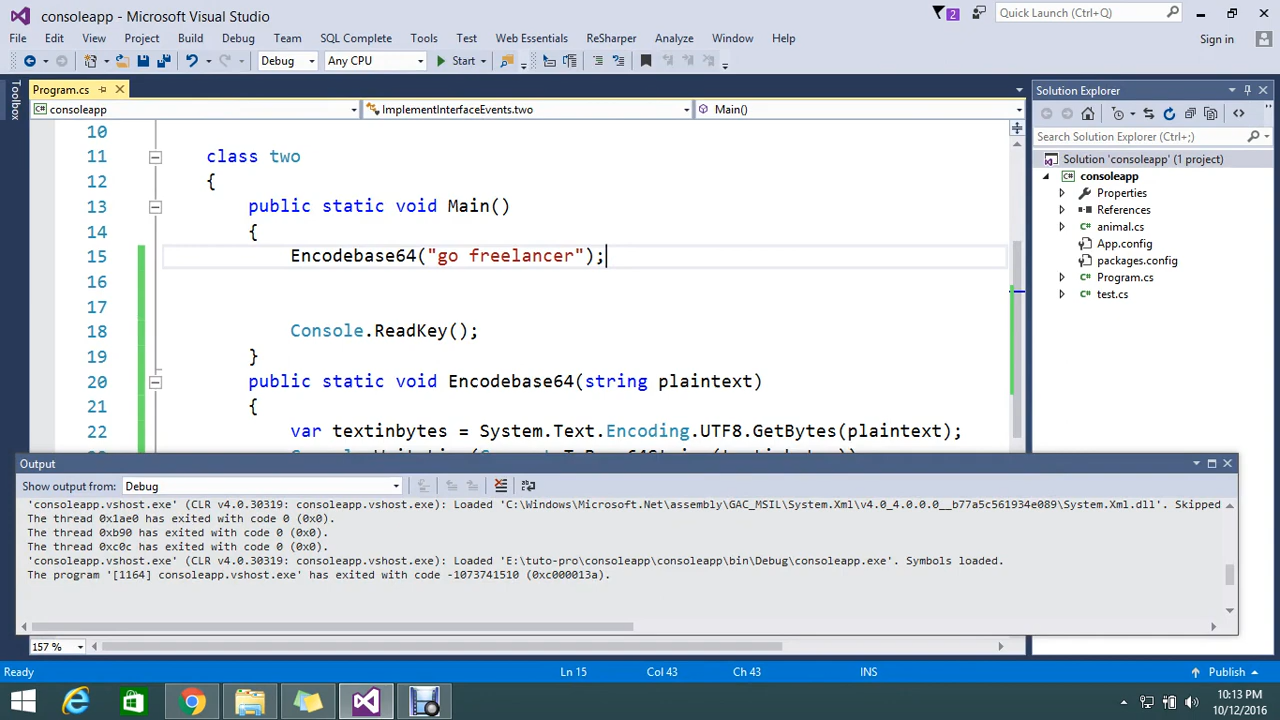 consoleapp - Microsoft Visual Studio
2
Quick Launch (Ctrl+Q)
File Edit View Project Build Debug Team SQL Complete Tools Test Web Essentials ReSharper Analyze Window Help
Sign in
Debug Any CPU Start
Toolbox
Program.cs
consoleapp ImplementInterfaceEvents.two Main()
10
11 class two
12 {
13 public static void Main()
14 {
15 Encodebase64("go freelancer");
16
17
18 Console.ReadKey();
19 }
20 public static void Encodebase64(string plaintext)
21 {
22 var textinbytes = System.Text.Encoding.UTF8.GetBytes(plaintext);
Solution Explorer
Search Solution Explorer (Ctrl+;)
Solution 'consoleapp' (1 project)
consoleapp
Properties
References
animal.cs
App.config
packages.config
Program.cs
test.cs
Output
Show output from: Debug
'consoleapp.vshost.exe' (CLR v4.0.30319: consoleapp.vshost.exe): Loaded 'C:\Windows\Microsoft.Net\assembly\GAC_MSIL\System.Xml\v4.0_4.0.0.0__b77a5c561934e089\System.Xml.dll'. Skipped
The thread 0x1ae0 has exited with code 0 (0x0).
The thread 0xb90 has exited with code 0 (0x0).
The thread 0xc0c has exited with code 0 (0x0).
'consoleapp.vshost.exe' (CLR v4.0.30319: consoleapp.vshost.exe): Loaded 'E:\tuto-pro\consoleapp\consoleapp\bin\Debug\consoleapp.exe'. Symbols loaded.
The program '[1164] consoleapp.vshost.exe' has exited with code -1073741510 (0xc000013a).
157 %
Ready Ln 15 Col 43 Ch 43 INS Publish
10:13 PM
10/12/2016